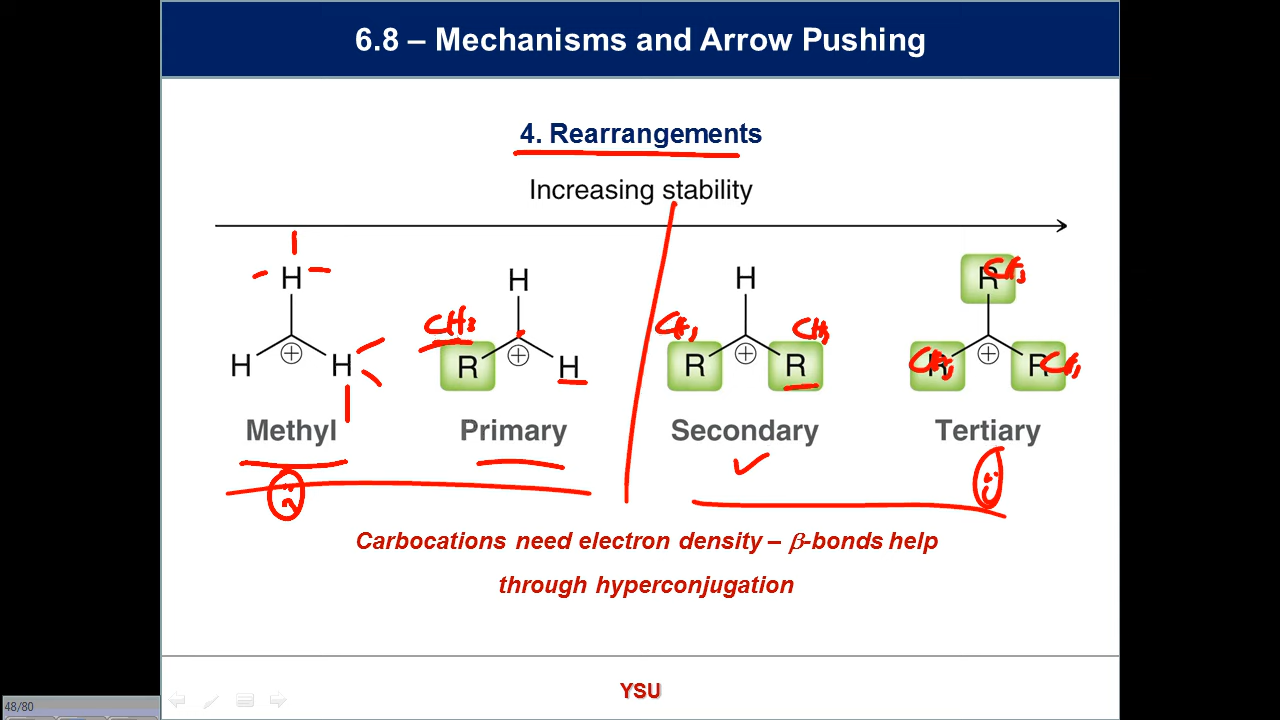 6.8 – Mechanisms and Arrow Pushing
4. Rearrangements
Increasing stability
H
H
H
Methyl
H
CH3
R
H
Primary
H
CH3
CH3
R
R
Secondary
R
CH3
R
CH3
R
CH3
Tertiary
Carbocations need electron density – β-bonds help
through hyperconjugation
YSU
48/80